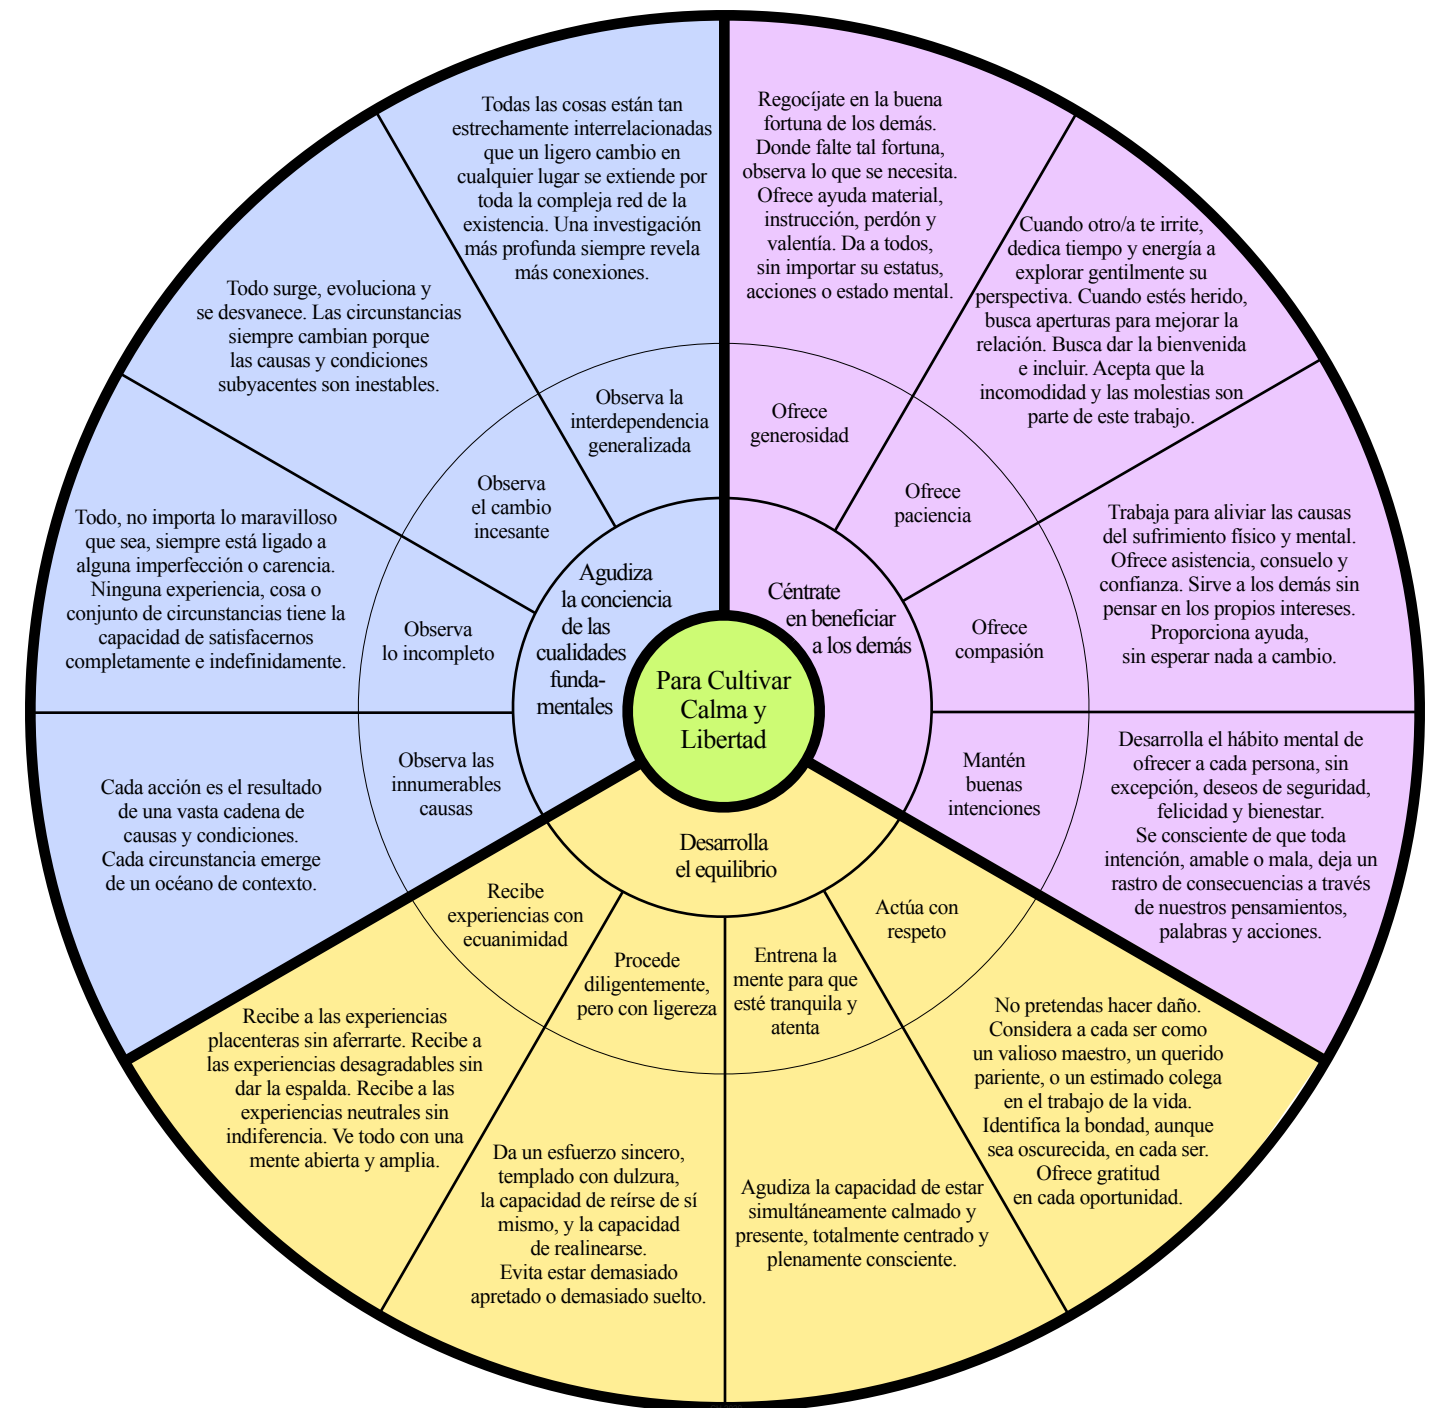 Para Cultivar
Calma y
Libertad
Céntrate
en beneficiar
a los demás
Ofrece
generosidad
Regocíjate en la buena
fortuna de los demás.
Donde falte tal fortuna,
observa lo que se necesita.
Ofrece ayuda material,
instrucción, perdón y
valentía. Da a todos,
sin importar su estatus,
acciones o estado mental.
Ofrece
paciencia
Cuando otro/a te irrite,
dedica tiempo y energía a
explorar gentilmente su
perspectiva. Cuando estés herido,
busca aperturas para mejorar la
relación. Busca dar la bienvenida
e incluir. Acepta que la
incomodidad y las molestias son
parte de este trabajo.
Ofrece
compasión
Trabaja para aliviar las causas
del sufrimiento físico y mental.
Ofrece asistencia, consuelo y
confianza. Sirve a los demás sin
pensar en los propios intereses.
Proporciona ayuda,
sin esperar nada a cambio.
Mantén
buenas
intenciones
Desarrolla el hábito mental de
ofrecer a cada persona, sin
excepción, deseos de seguridad,
felicidad y bienestar.
Se consciente de que toda
intención, amable o mala, deja un
rastro de consecuencias a través
de nuestros pensamientos,
palabras y acciones.
Desarrolla
el equilibrio
Actúa con
respeto
No pretendas hacer daño.
Considera a cada ser como
un valioso maestro, un querido
pariente, o un estimado colega
en el trabajo de la vida.
Identifica la bondad, aunque
sea oscurecida, en cada ser.
Ofrece gratitud
en cada oportunidad.
Entrena la
mente para que
esté tranquila y
atenta
Agudiza la capacidad de estar
simultáneamente calmado y
presente, totalmente centrado y
plenamente consciente.
Procede
diligentemente,
pero con ligereza
Da un esfuerzo sincero,
templado con dulzura,
la capacidad de reírse de sí
mismo, y la capacidad
de realinearse.
Evita estar demasiado
apretado o demasiado suelto.
Recibe
experiencias con
ecuanimidad
Recibe a las experiencias
placenteras sin aferrarte. Recibe a
las experiencias desagradables sin
dar la espalda. Recibe a las
experiencias neutrales sin
indiferencia. Ve todo con una
mente abierta y amplia.
Agudiza
la conciencia
de las
cualidades
funda-
mentales
Observa las
innumerables
causas
Cada acción es el resultado
de una vasta cadena de
causas y condiciones.
Cada circunstancia emerge
de un océano de contexto.
Observa
lo incompleto
Todo, no importa lo maravilloso
que sea, siempre está ligado a
alguna imperfección o carencia.
Ninguna experiencia, cosa o
conjunto de circunstancias tiene la
capacidad de satisfacernos
completamente e indefinidamente.
Observa
el cambio
incesante
Todo surge, evoluciona y
se desvanece. Las circunstancias
siempre cambian porque
las causas y condiciones
subyacentes son inestables.
Observa la
interdependencia
generalizada
Todas las cosas están tan
estrechamente interrelacionadas
que un ligero cambio en
cualquier lugar se extiende por
toda la compleja red de la
existencia. Una investigación
más profunda siempre revela
más conexiones.